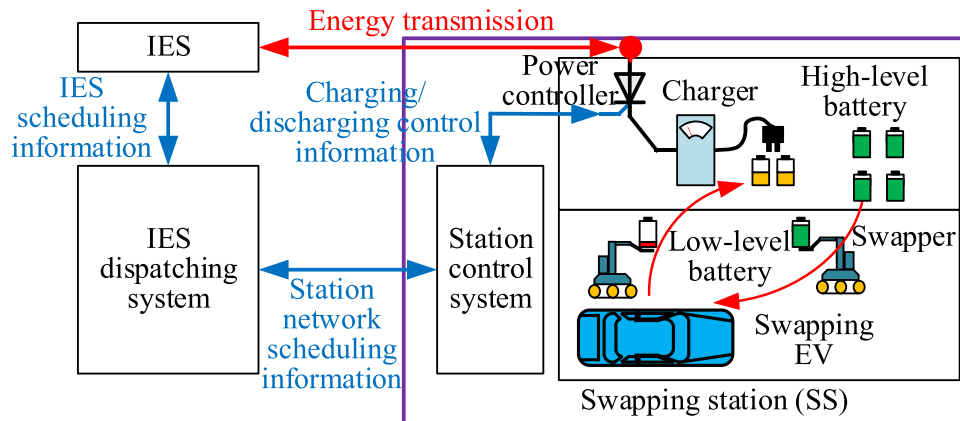 Energy transmission
IES
IES
scheduling
information
Charging/
discharging control
information
Power
controller
Charger
High-level
battery
IES
dispatching
system
Station
network
scheduling
information
Station
control
system
Low-level
battery
Swapper
Swapping
EV
Swapping station (SS)